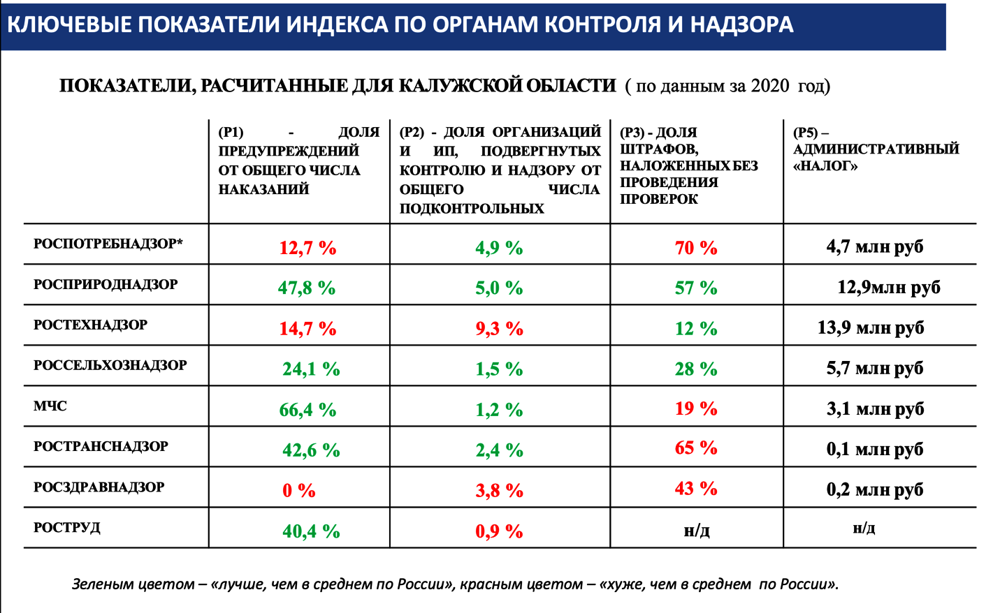 КЛЮЧЕВЫЕ ПОКАЗАТЕЛИ ИНДЕКСА ПО ОРГАНАМ КОНТРОЛЯ И НАДЗОРА
ПОКАЗАТЕЛИ, РАСЧИТАННЫЕ ДЛЯ КАЛУЖСКОЙ ОБЛАСТИ ( по данным за 2020 год)
(P1) - ДОЛЯ
ПРЕДУПРЕЖДЕНИЙ
ОТ ОБЩЕГО ЧИСЛА
НАКАЗАНИЙ
(P2) - ДОЛЯ ОРГАНИЗАЦИЙ
И ИП, ПОДВЕРГНУТЫХ
КОНТРОЛЮ И НАДЗОРУ ОТ
ОБЩЕГО ЧИСЛА
ПОДКОНТРОЛЬНЫХ
(P3) - ДОЛЯ
ШТРАФОВ,
НАЛОЖЕННЫХ БЕЗ
ПРОВЕДЕНИЯ
ПРОВЕРОК
(P5) –
АДМИНИСТРАТИВНЫЙ
«НАЛОГ»
РОСПОТРЕБНАДЗОР* 12,7 % 4,9 % 70 % 4,7 млн руб
РОСПРИРОДНАДЗОР 47,8 % 5,0 % 57 % 12,9млн руб
РОСТЕХНАДЗОР 14,7 % 9,3 % 12 % 13,9 млн руб
РОССЕЛЬХОЗНАДЗОР 24,1 % 1,5 % 28 % 5,7 млн руб
МЧС 66,4 % 1,2 % 19 % 3,1 млн руб
РОСТРАНСНАДЗОР 42,6 % 2,4 % 65 % 0,1 млн руб
РОСЗДРАВНАДЗОР 0 % 3,8 % 43 % 0,2 млн руб
РОСТРУД 40,4 % 0,9 % н/д н/д
Зеленым цветом – «лучше, чем в среднем по России», красным цветом – «хуже, чем в среднем по России».